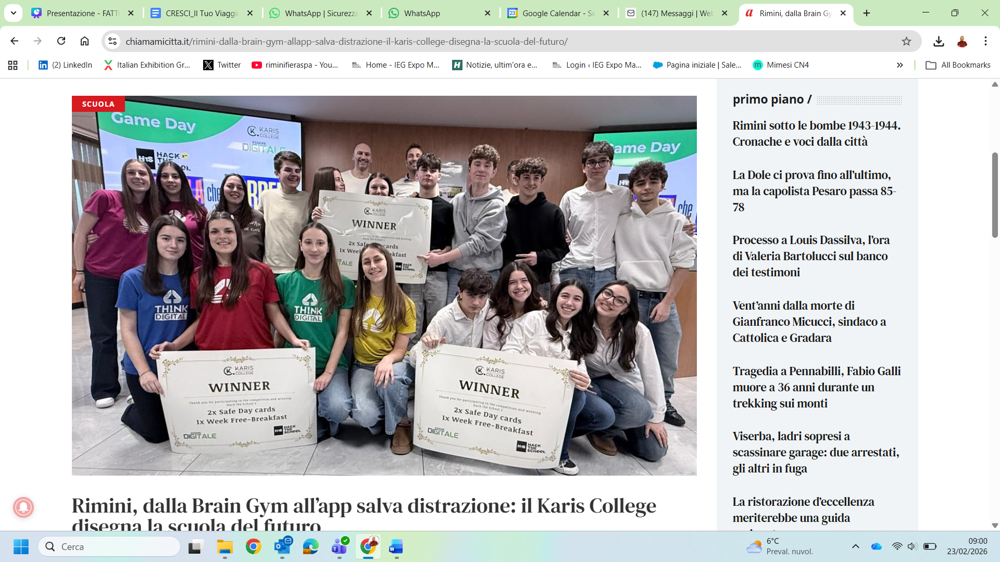 Presentazione - FATT
CRESCI_Il Tuo Viaggi
WhatsApp | Sicurezza
WhatsApp
Google Calendar - Se
(147) Messaggi | Web
Rimini, dalla Brain Gy
chiamamicitta.it/rimini-dalla-brain-gym-allapp-salva-distrazione-il-karis-college-disegna-la-scuola-del-futuro/
(2) LinkedIn
Italian Exhibition Gr...
Twitter
riminifieraspa - You...
Home - IEG Expo M...
Notizie, ultim'ora e...
Login ‹ IEG Expo Ma...
Pagina iniziale | Sale...
Mimesi CN4
All Bookmarks
SCUOLA
Game Day
KARIS
COLLEGE
ESSERE
DIGITALE
HTS HACK 3
THE
che
ame Day
che
KARIS
COLLEGE
WINNER
2x Safe cards
HACK
THE
SCHOOL
THINK
DIGITAL
THINK
DIGITAL
KARIS
COLLEGE
WINNER
Thank you for participating in the competition and winning
Hack the School 3
2x Safe Day cards
1x Week Free-Breakfast
ESSERE
DIGITALE
HTS HACK
THE
SCHOOL
KARIS
COLLEGE
WINNER
Thank you for participating in the competition and winning
Hack the School 3
2x Safe Day cards
1x Week Free-Breakfast
ESSERE
DIGITALE
HTS HACK
THE
SCHOOL
Rimini, dalla Brain Gym all’app salva distrazione: il Karis College
disegna la scuola del futuro
primo piano /
Rimini sotto le bombe 1943-1944.
Cronache e voci dalla città
La Dole ci prova fino all’ultimo,
ma la capolista Pesaro passa 85-
78
Processo a Louis Dassilva, l’ora
di Valeria Bartolucci sul banco
dei testimoni
Vent’anni dalla morte di
Gianfranco Micucci, sindaco a
Cattolica e Gradara
Tragedia a Pennabilli, Fabio Galli
muore a 36 anni durante un
trekking sui monti
Viserba, ladri sopresi a
scassinare garage: due arrestati,
gli altri in fuga
La ristorazione d’eccellenza
meriterebbe una guida
Cerca
6°C
Preval. nuvol.
09:00
23/02/2026